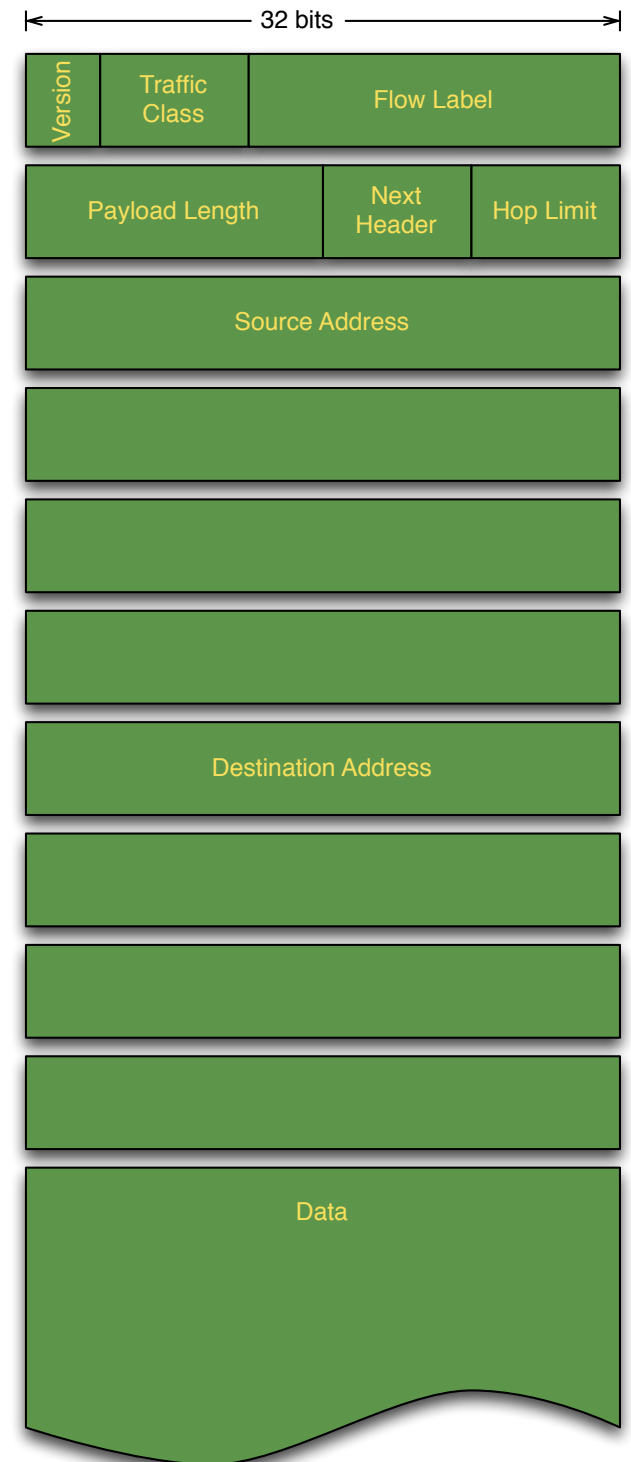 32 bits
Version
Traffic
Class
Flow Label
Payload Length
Next
Header
Hop Limit
Source Address
Destination Address
Data